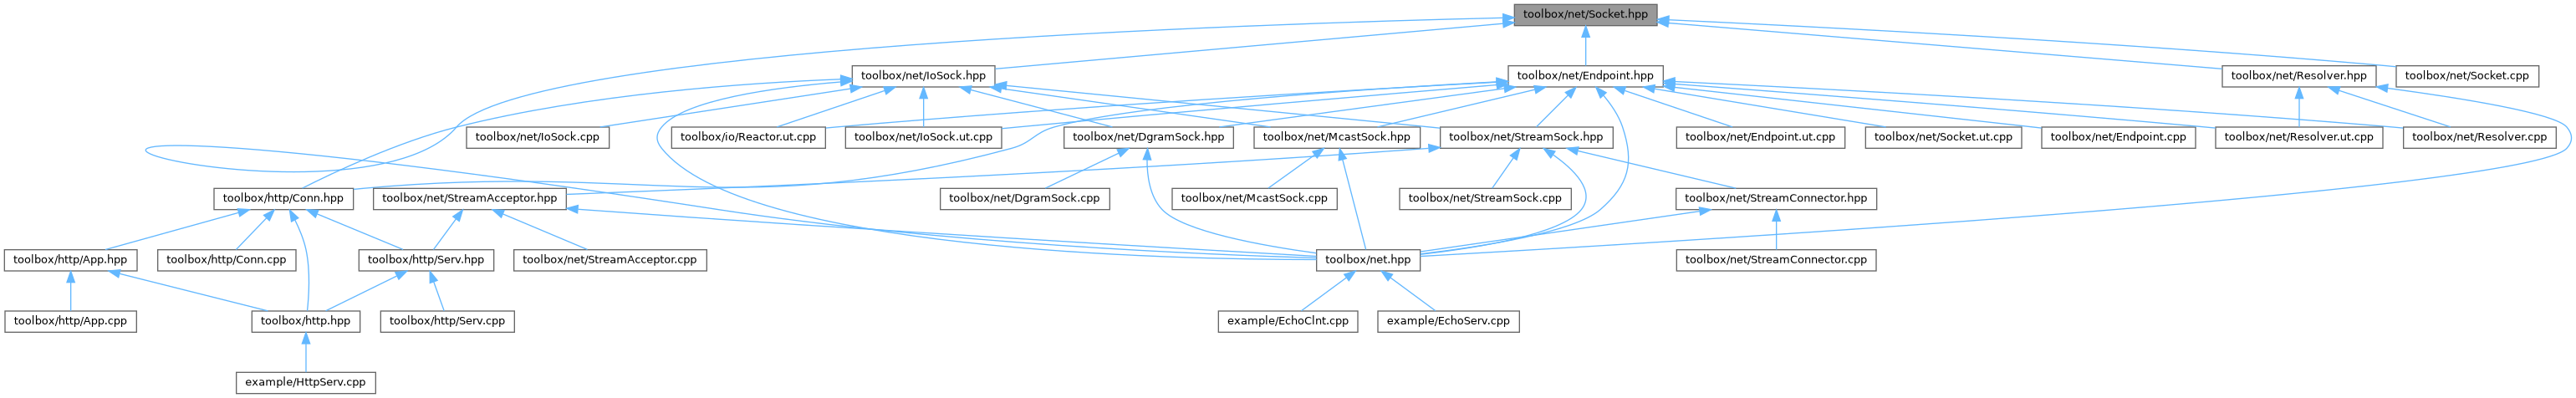 toolbox/net/Socket.hpp
toolbox/net/IoSock.hpp
toolbox/net/Endpoint.hpp
toolbox/net/Resolver.hpp
toolbox/net/Socket.cpp
toolbox/net/IoSock.cpp
toolbox/io/Reactor.ut.cpp
toolbox/net/IoSock.ut.cpp
toolbox/net/DgramSock.hpp
toolbox/net/McastSock.hpp
toolbox/net/StreamSock.hpp
toolbox/net/Endpoint.ut.cpp
toolbox/net/Socket.ut.cpp
toolbox/net/Endpoint.cpp
toolbox/net/Resolver.ut.cpp
toolbox/net/Resolver.cpp
toolbox/http/Conn.hpp
toolbox/net/StreamAcceptor.hpp
toolbox/net/DgramSock.cpp
toolbox/net/McastSock.cpp
toolbox/net/StreamSock.cpp
toolbox/net/StreamConnector.hpp
toolbox/http/App.hpp
toolbox/http/Conn.cpp
toolbox/http/Serv.hpp
toolbox/net/StreamAcceptor.cpp
toolbox/net.hpp
toolbox/net/StreamConnector.cpp
toolbox/http/App.cpp
toolbox/http.hpp
toolbox/http/Serv.cpp
example/EchoClnt.cpp
example/EchoServ.cpp
example/HttpServ.cpp